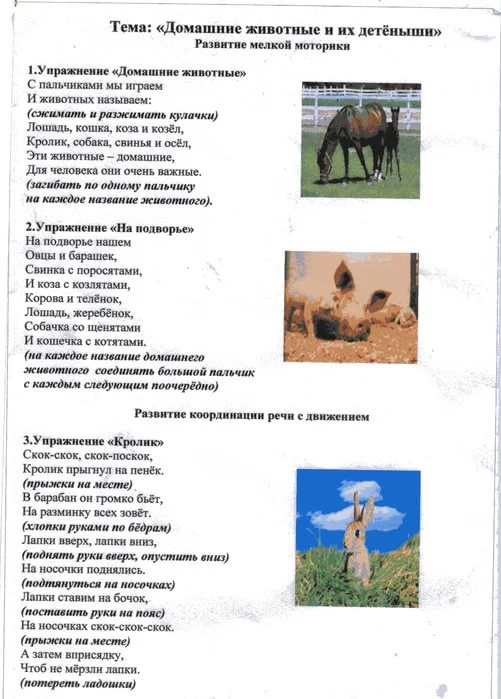 Тема: «Домашние животные и их детёныши»
Развитие мелкой моторики
1.Упражнение «Домашние животные»
С пальчиками мы играем
И животных называем:
(сжимать и разжимать кулачки)
Лошадь, кошка, коза и козёл,
Кролик, собака, свинья и осёл,
Эти животные – домашние,
Для человека они очень важные.
(загибать по одному пальчику
на каждое название животного).
2.Упражнение «На подворье»
На подворье нашем
Овцы и барашек,
Свинка с поросятами,
И коза с козлятами,
Корова и телёнок,
Лошадь, жеребёнок,
Собачка со щенятами
И кошечка с котятами.
(на каждое название домашнего
животного соединять большой пальчик
с каждым следующим поочерёдно)
Развитие координации речи с движением
3.Упражнение «Кролик»
Скок-скок, скок-поскок,
Кролик прыгнул на пенёк.
(прыжки на месте)
В барабан он громко бьёт,
На разминку всех зовёт.
(хлопки руками по бёдрам)
Лапки вверх, лапки вниз,
(поднять руки вверх, опустить вниз)
На носочки поднялись.
(подтянуться на носочках)
Лапки ставим на бочок,
(поставить руки на пояс)
На носочках скок-скок-скок.
(прыжки на месте)
А затем вприсядку,
Чтоб не мёрзли лапки.
(потереть ладошки)